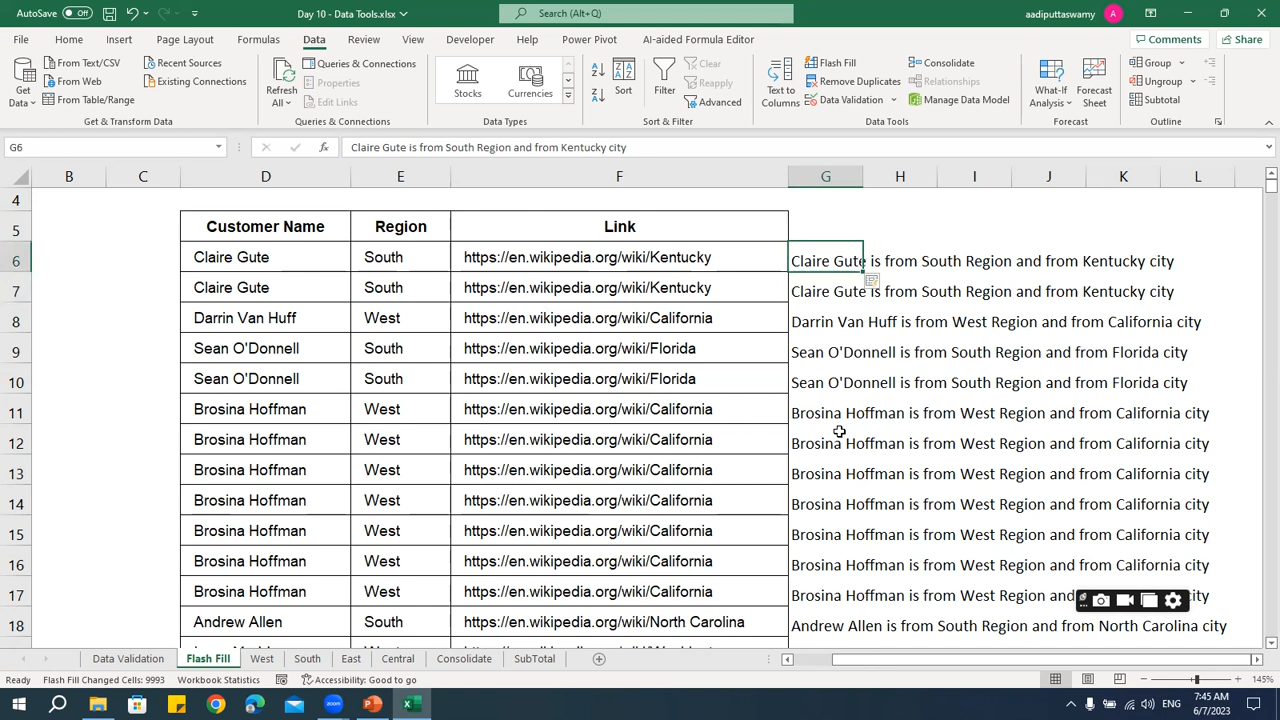 AutoSave Off Day 10 - Data Tools.xlsx Search (Alt+Q) aadiputtaswamy A
File Home Insert Page Layout Formulas Data Review View Developer Help Power Pivot AI-aided Formula Editor Comments Share
Get Data From Text/CSV From Web From Table/Range Recent Sources Existing Connections
Refresh All Queries & Connections Properties Edit Links
Stocks Currencies
Sort Filter Clear Reapply Advanced
Text to Columns Flash Fill Remove Duplicates Data Validation Consolidate Relationships Manage Data Model
What-If Analysis Forecast Sheet
Group Ungroup Subtotal
Get & Transform Data Queries & Connections Data Types Sort & Filter Data Tools Forecast Outline
G6 fx Claire Gute is from South Region and from Kentucky city
B C D E F G H I J K L
4
5 Customer Name Region Link
6 Claire Gute South https://en.wikipedia.org/wiki/Kentucky Claire Gute is from South Region and from Kentucky city
7 Claire Gute South https://en.wikipedia.org/wiki/Kentucky Claire Gute is from South Region and from Kentucky city
8 Darrin Van Huff West https://en.wikipedia.org/wiki/California Darrin Van Huff is from West Region and from California city
9 Sean O'Donnell South https://en.wikipedia.org/wiki/Florida Sean O'Donnell is from South Region and from Florida city
10 Sean O'Donnell South https://en.wikipedia.org/wiki/Florida Sean O'Donnell is from South Region and from Florida city
11 Brosina Hoffman West https://en.wikipedia.org/wiki/California Brosina Hoffman is from West Region and from California city
12 Brosina Hoffman West https://en.wikipedia.org/wiki/California Brosina Hoffman is from West Region and from California city
13 Brosina Hoffman West https://en.wikipedia.org/wiki/California Brosina Hoffman is from West Region and from California city
14 Brosina Hoffman West https://en.wikipedia.org/wiki/California Brosina Hoffman is from West Region and from California city
15 Brosina Hoffman West https://en.wikipedia.org/wiki/California Brosina Hoffman is from West Region and from California city
16 Brosina Hoffman West https://en.wikipedia.org/wiki/California Brosina Hoffman is from West Region and from California city
17 Brosina Hoffman West https://en.wikipedia.org/wiki/California Brosina Hoffman is from West Region and city
18 Andrew Allen South https://en.wikipedia.org/wiki/North Carolina Andrew Allen is from South Region and from North Carolina city
Data Validation Flash Fill West South East Central Consolidate SubTotal
Ready Flash Fill Changed Cells: 9993 Workbook Statistics Accessibility: Good to go 145%
zoom ENG 7:45 AM
6/7/2023